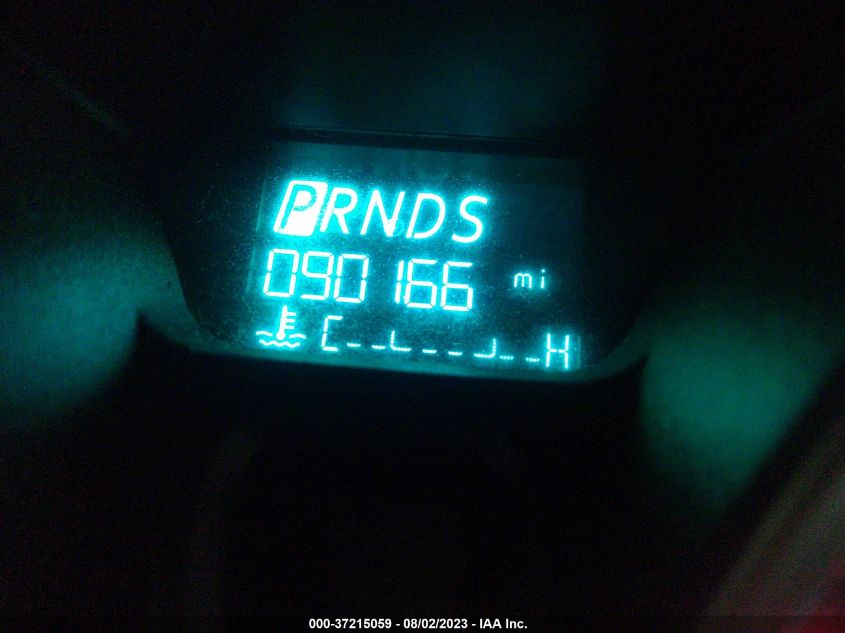 PRNDS
090166 mi
C H
000-37215059 - 08/02/2023 - IAA Inc.